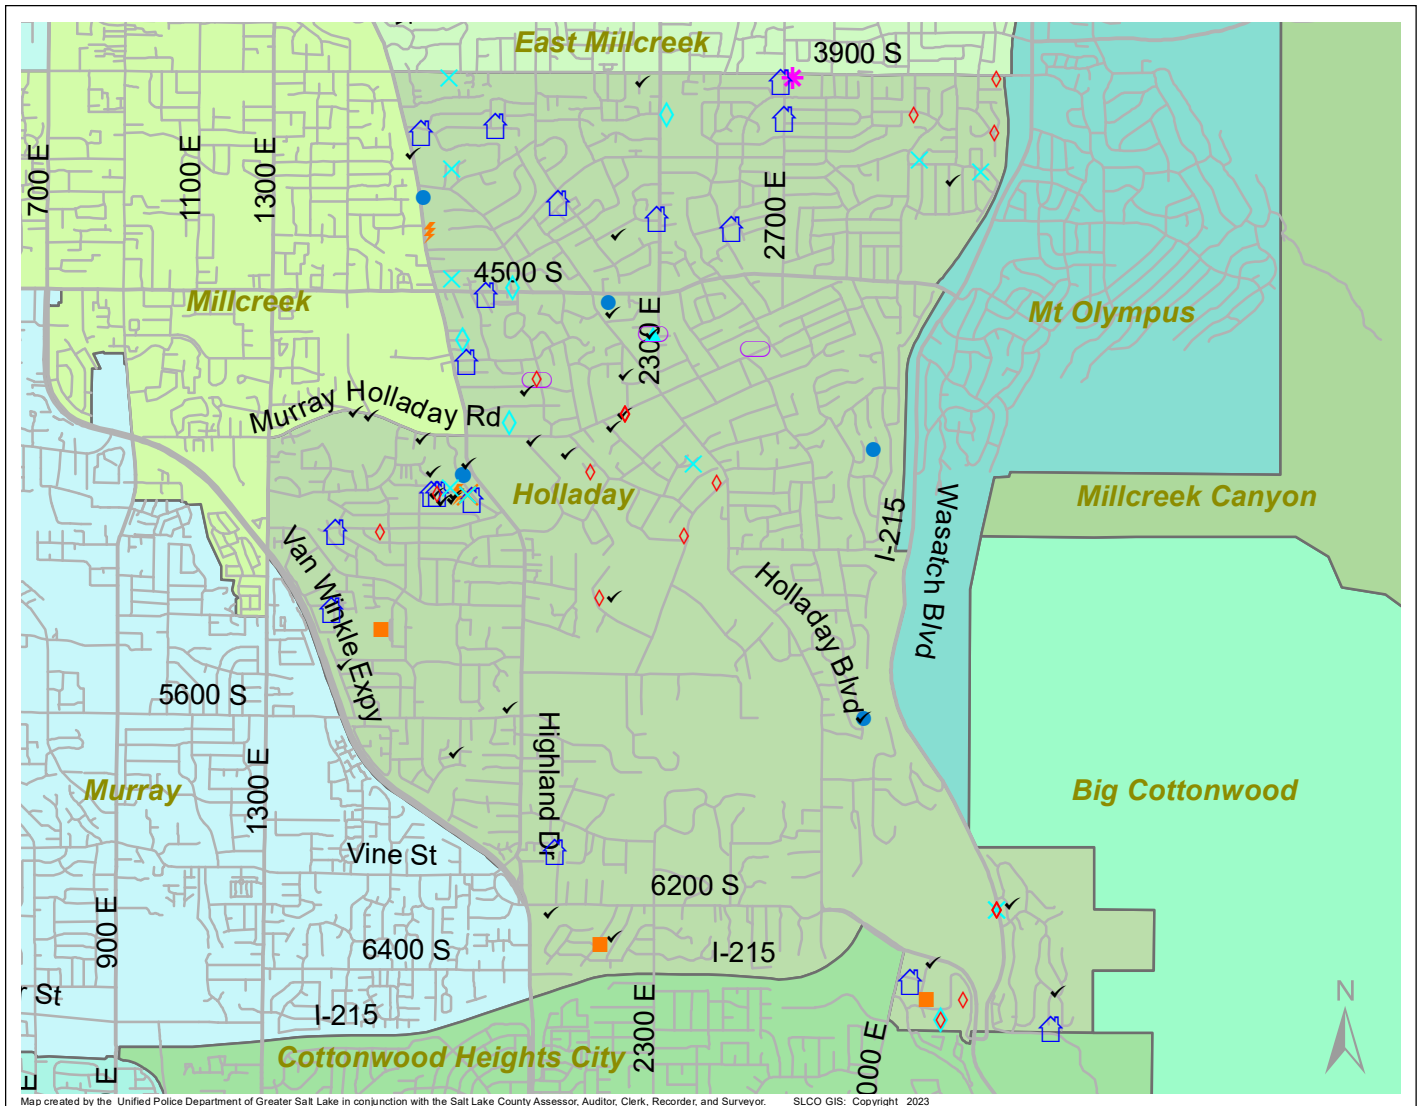 East Millcreek
3900 S
700 E
1100 E
1300 E
2700 E
4500 S
Millcreek
Mt Olympus
2300 E
Murray Holladay Rd
Holladay
Millcreek Canyon
I-215
Wasatch Blvd
Van Winkle Expy
Holladay Blvd
5600 S
Highland Dr
Murray
1300 E
Big Cottonwood
Vine St
6200 S
900 E
6400 S
I-215
r St
I-215
N
2300 E
Cottonwood Heights City
000 E
E
E
Map created by the Unified Police Department of Greater Salt Lake in conjunction with the Salt Lake County Assessor, Auditor, Clerk, Recorder, and Surveyor. SLCO GIS: Copyright 2023